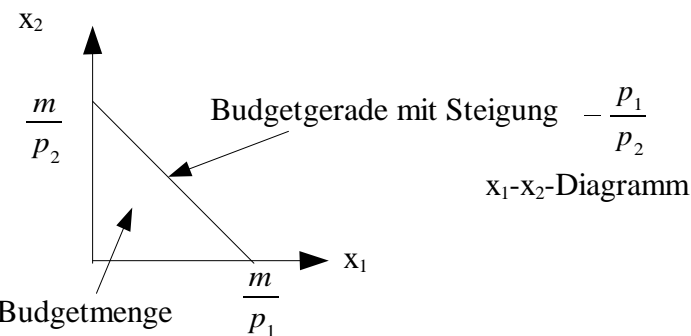 x₂
m/p₂
Budgetgerade mit Steigung − p₁/p₂
x₁-x₂-Diagramm
x₁
m/p₁
Budgetmenge